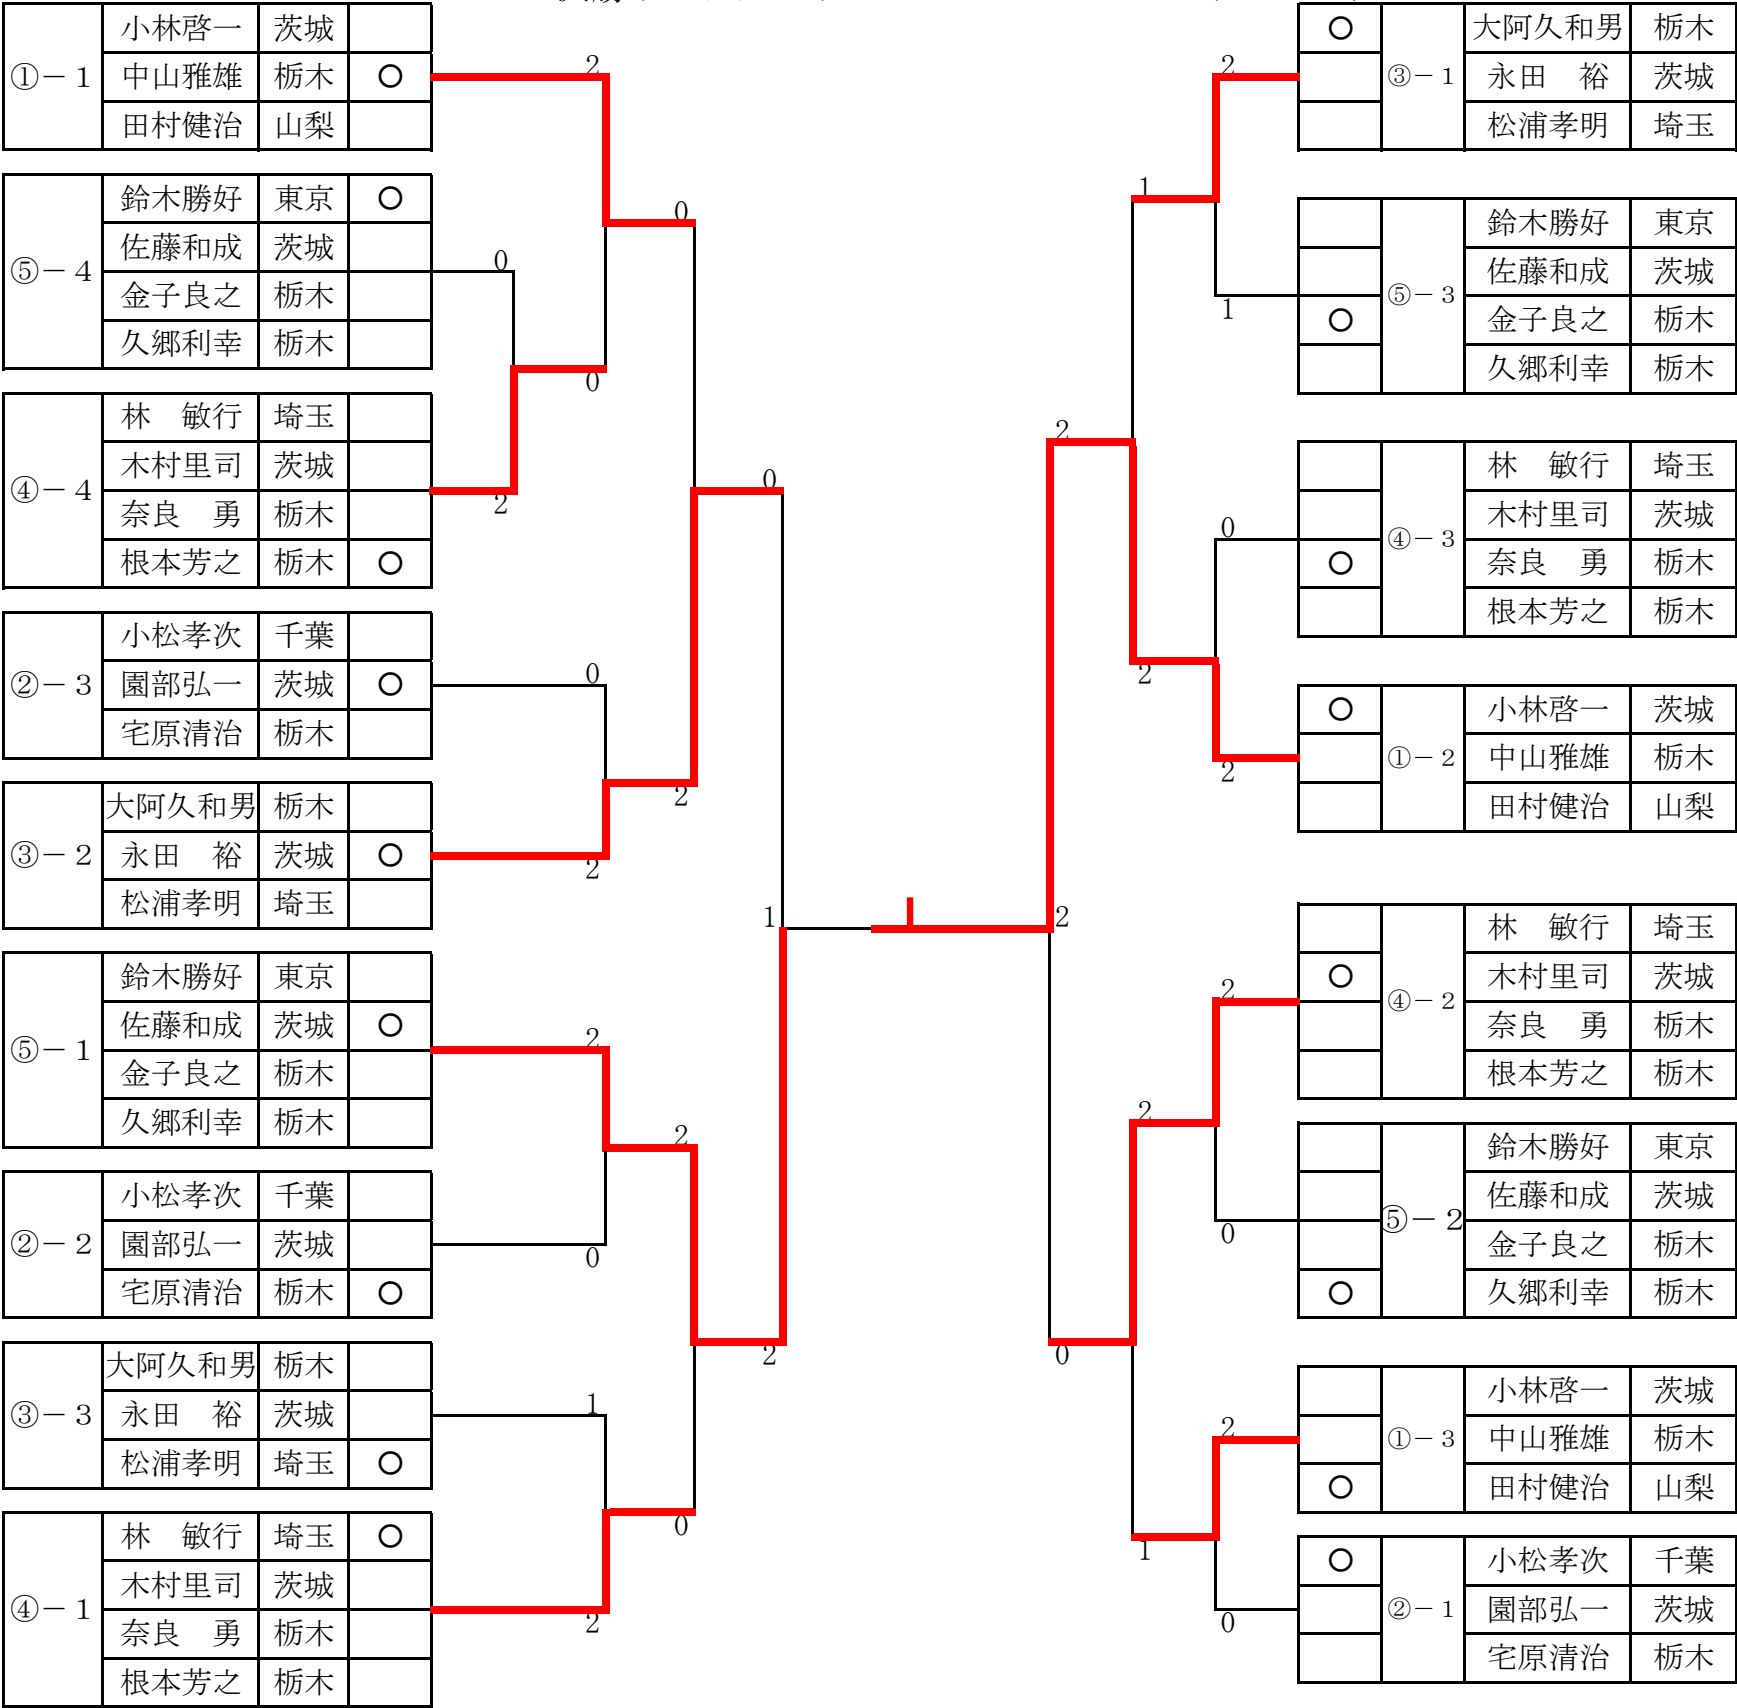 ①－1
小林啓一 茨城
中山雅雄 栃木 ○
田村健治 山梨
2
⑤－4
鈴木勝好 東京 ○
佐藤和成 茨城
金子良之 栃木
久郷利幸 栃木
0
0
0
④－4
林　敏行 埼玉
木村里司 茨城
奈良　勇 栃木
根本芳之 栃木 ○
2
0
②－3
小松孝次 千葉
園部弘一 茨城 ○
宅原清治 栃木
0
2
③－2
大阿久和男 栃木
永田　裕 茨城 ○
松浦孝明 埼玉
2
1
⑤－1
鈴木勝好 東京
佐藤和成 茨城 ○
金子良之 栃木
久郷利幸 栃木
2
2
②－2
小松孝次 千葉
園部弘一 茨城
宅原清治 栃木 ○
0
2
③－3
大阿久和男 栃木
永田　裕 茨城
松浦孝明 埼玉 ○
1
0
④－1
林　敏行 埼玉 ○
木村里司 茨城
奈良　勇 栃木
根本芳之 栃木
2
2
○ 大阿久和男 栃木
③－1
永田　裕 茨城
松浦孝明 埼玉
1
鈴木勝好 東京
佐藤和成 茨城
⑤－3
○ 金子良之 栃木
久郷利幸 栃木
1
2
林　敏行 埼玉
木村里司 茨城
④－3
○ 奈良　勇 栃木
根本芳之 栃木
0
2
○ 小林啓一 茨城
①－2
中山雅雄 栃木
田村健治 山梨
2
2
林　敏行 埼玉
○ 木村里司 茨城
④－2
奈良　勇 栃木
根本芳之 栃木
2
2
鈴木勝好 東京
佐藤和成 茨城
⑤－2
金子良之 栃木
○ 久郷利幸 栃木
0
0
小林啓一 茨城
①－3
中山雅雄 栃木
○ 田村健治 山梨
2
1
○ 小松孝次 千葉
②－1
園部弘一 茨城
宅原清治 栃木
0